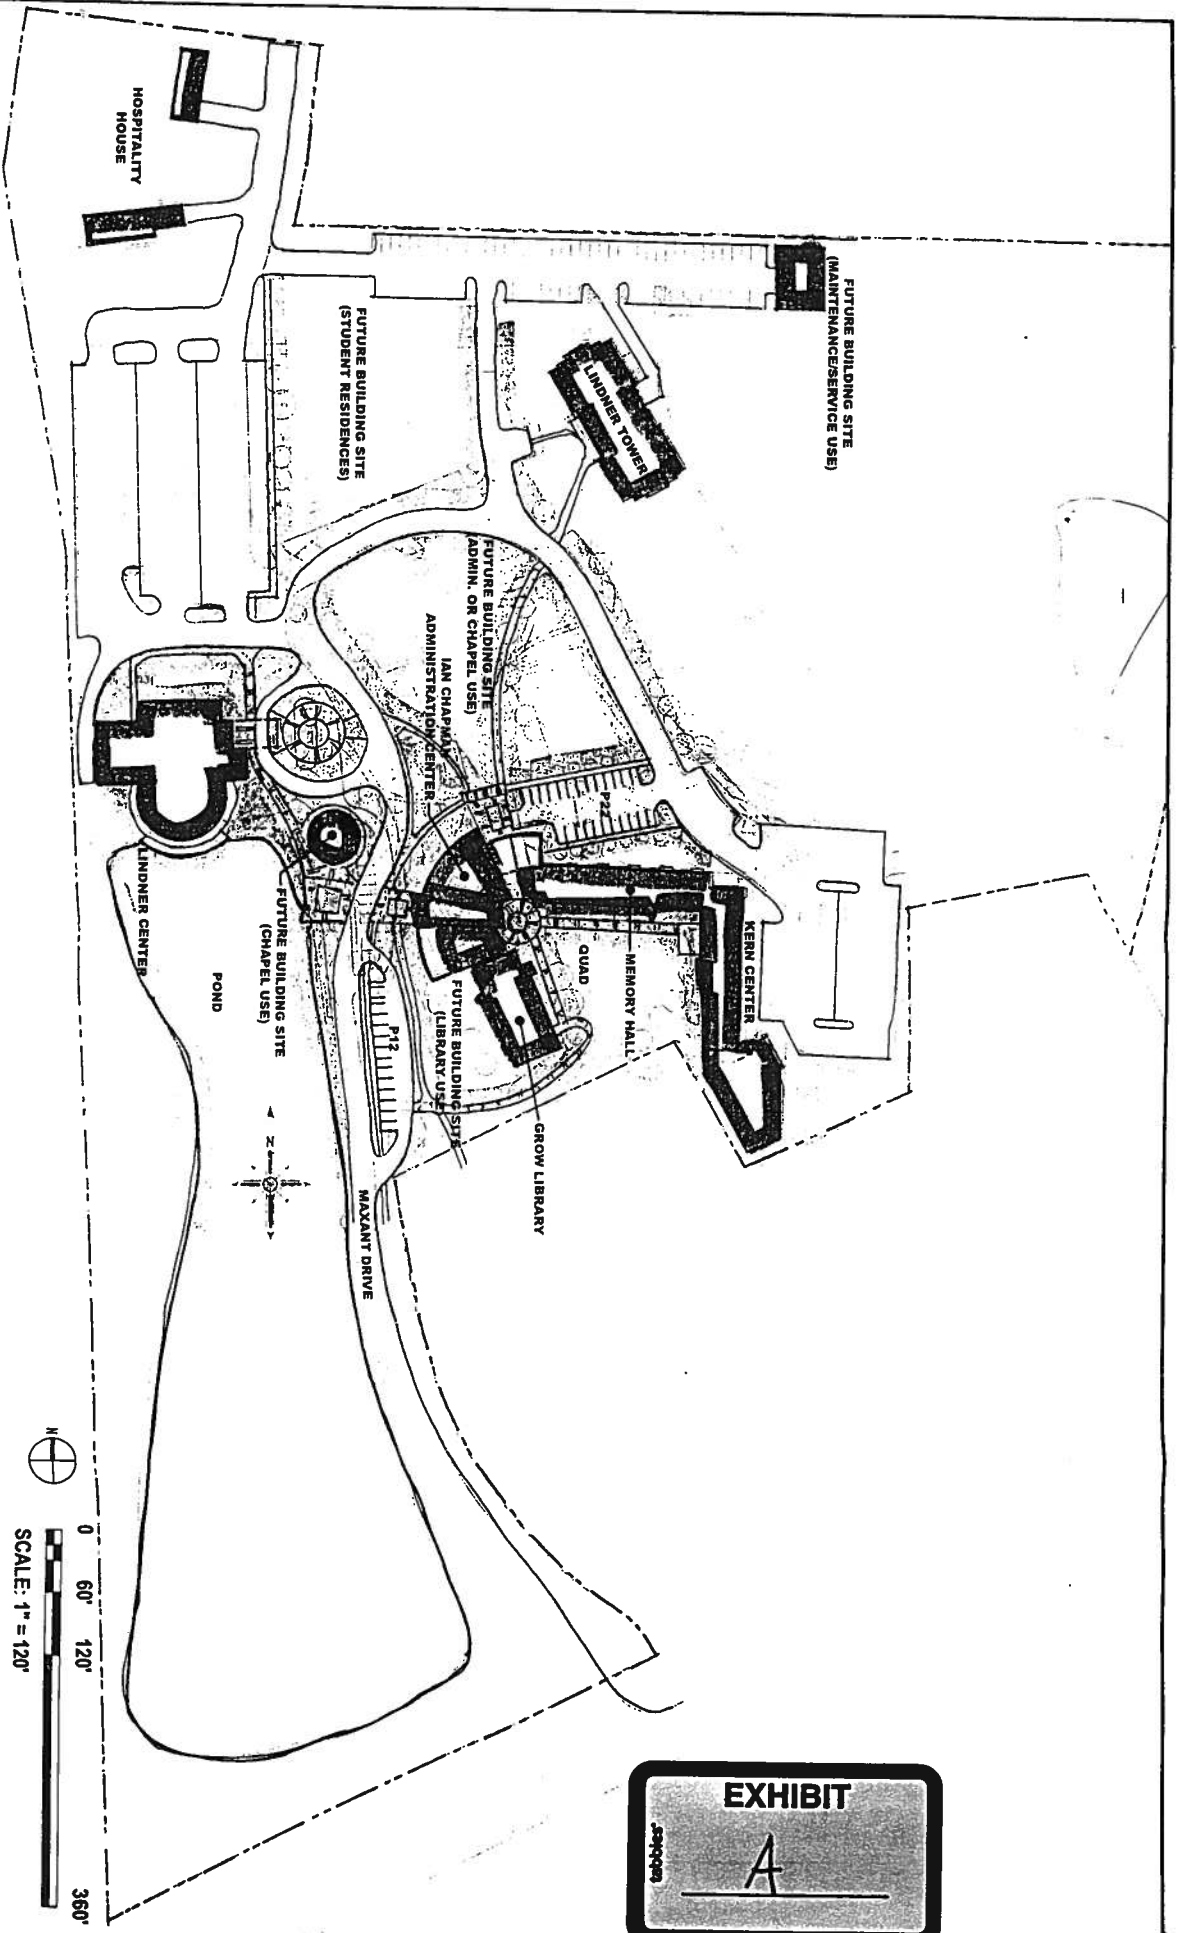 HOSPITALITY
HOUSE
FUTURE BUILDING SITE
(MAINTENANCE/SERVICE USE)
LINDNER TOWER
FUTURE BUILDING SITE
(STUDENT RESIDENCES)
FUTURE BUILDING SITE
(ADMIN. OR CHAPEL USE)
IAN CHAPMAN
ADMINISTRATION CENTER
P22
KERN CENTER
MEMORY HALL
QUAD
GROW LIBRARY
FUTURE BUILDING SITE
(LIBRARY USE)
P12
FUTURE BUILDING SITE
(CHAPEL USE)
LINDNER CENTER
POND
MAXANT DRIVE
N
N
0 60' 120' 360'
SCALE: 1" = 120'
EXHIBIT
A
tabbies